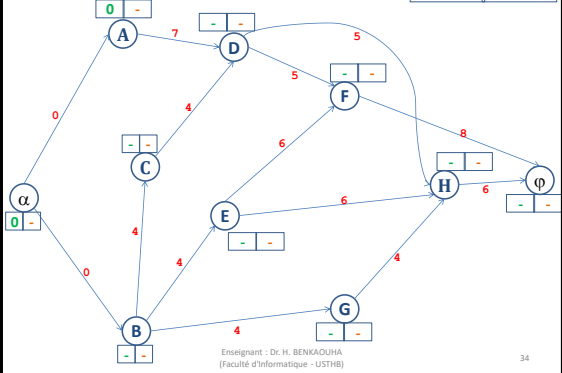 0 -
A
- -
7
D
5
5
- -
F
0
4
8
6
- -
C
- -
H
6
φ
- -
α
0 -
E
6
- -
4
4
4
0
G
- -
B
4
- -
Enseignant : Dr. H. BENKAOUHA
(Faculté d'Informatique - USTHB)
34